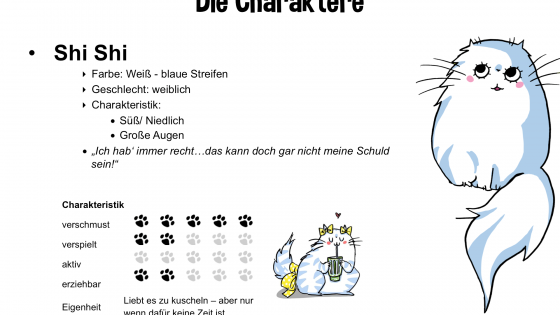 Die Charaktere
Shi Shi
Farbe: Weiß - blaue Streifen
Geschlecht: weiblich
Charakteristik:
Süß/ Niedlich
Große Augen
„Ich hab‘ immer recht…das kann doch gar nicht meine Schuld
sein!“
Charakteristik
verschmust
verspielt
aktiv
erziehbar
Eigenheit
Liebt es zu kuscheln – aber nur
wenn dafür keine Zeit ist